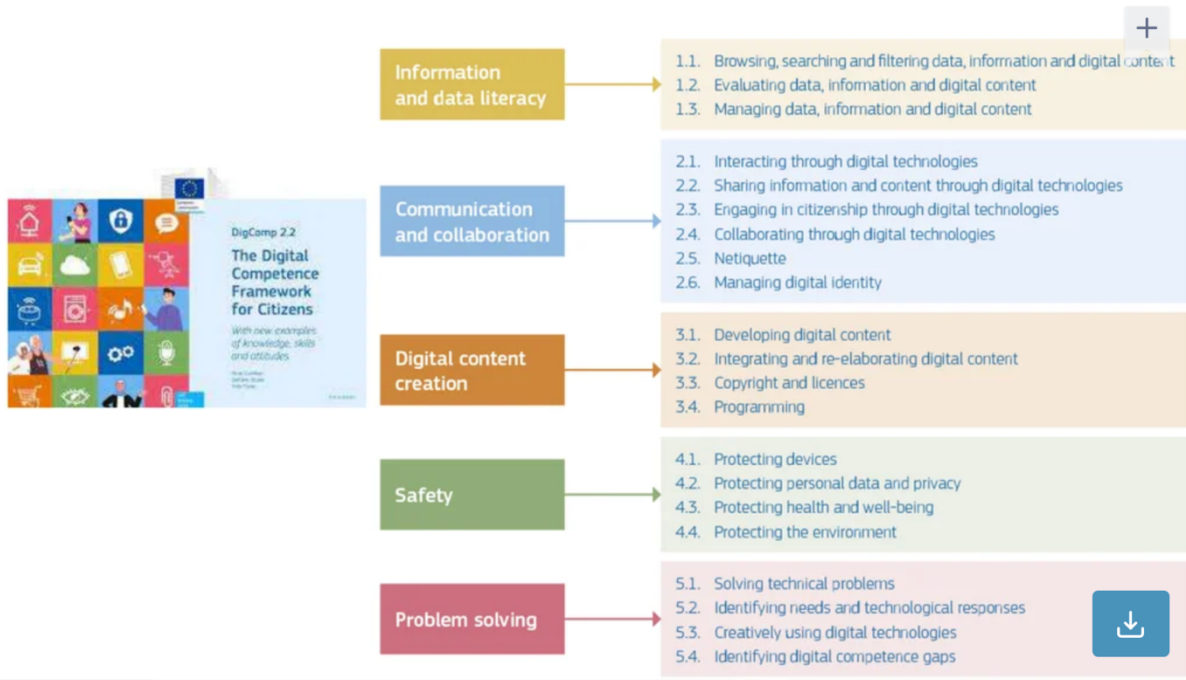 DigComp 2.2
The Digital
Competence
Framework
for Citizens
With new examples
of knowledge, skills
and attitudes
Information
and data literacy
1.1. Browsing, searching and filtering data, information and digital content
1.2. Evaluating data, information and digital content
1.3. Managing data, information and digital content
Communication
and collaboration
2.1. Interacting through digital technologies
2.2. Sharing information and content through digital technologies
2.3. Engaging in citizenship through digital technologies
2.4. Collaborating through digital technologies
2.5. Netiquette
2.6. Managing digital identity
Digital content
creation
3.1. Developing digital content
3.2. Integrating and re-elaborating digital content
3.3. Copyright and licences
3.4. Programming
Safety
4.1. Protecting devices
4.2. Protecting personal data and privacy
4.3. Protecting health and well-being
4.4. Protecting the environment
Problem solving
5.1. Solving technical problems
5.2. Identifying needs and technological responses
5.3. Creatively using digital technologies
5.4. Identifying digital competence gaps